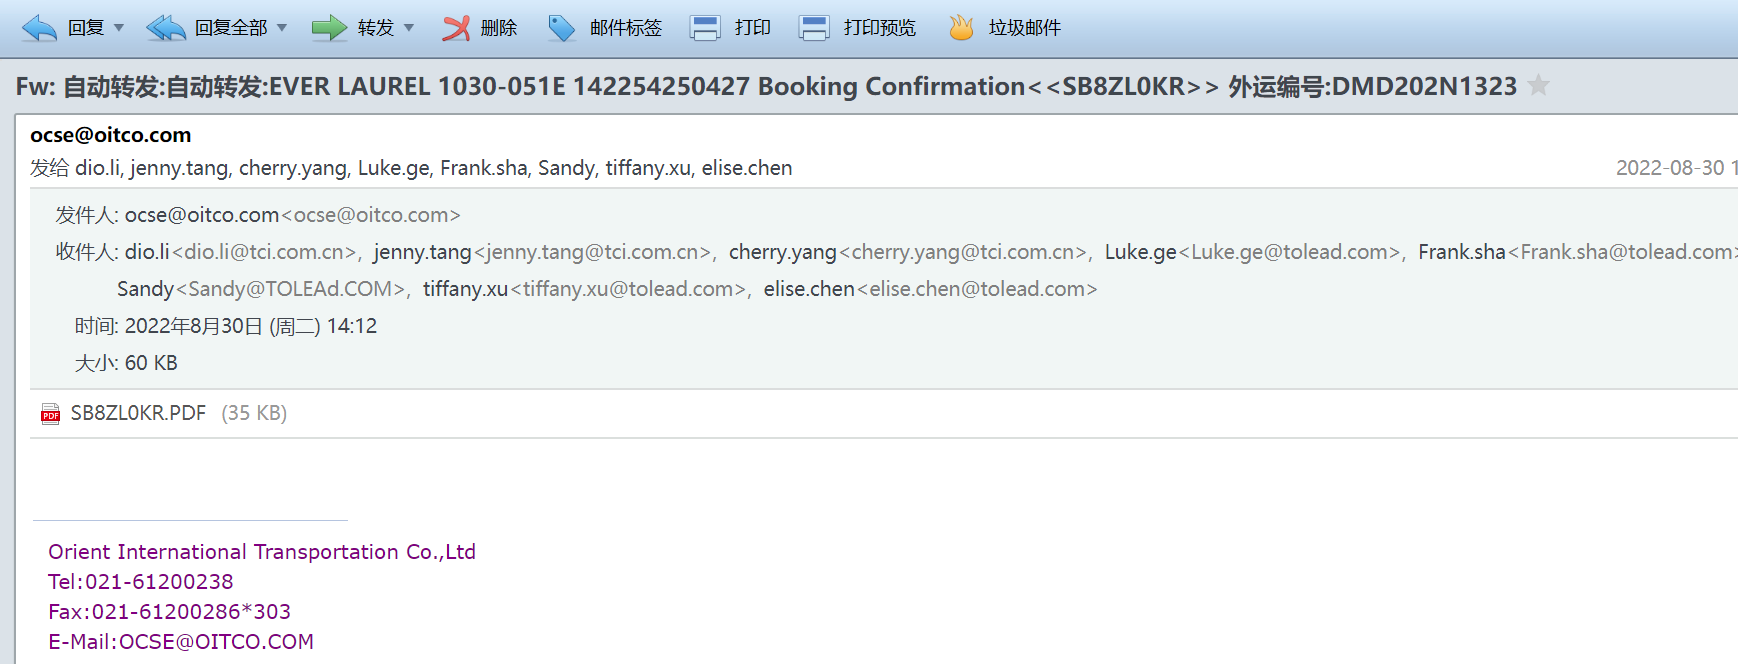 回复 回复全部 转发 删除 邮件标签 打印 打印预览 垃圾邮件
Fw: 自动转发:自动转发:EVER LAUREL 1030-051E 142254250427 Booking Confirmation<<SB8ZL0KR>> 外运编号:DMD202N1323
ocse@oitco.com
发给 dio.li, jenny.tang, cherry.yang, Luke.ge, Frank.sha, Sandy, tiffany.xu, elise.chen 2022-08-30 1
发件人: ocse@oitco.com<ocse@oitco.com>
收件人: dio.li<dio.li@tci.com.cn>, jenny.tang<jenny.tang@tci.com.cn>, cherry.yang<cherry.yang@tci.com.cn>, Luke.ge<Luke.ge@tolead.com>, Frank.sha<Frank.sha@tolead.com>
Sandy<Sandy@TOLEAd.COM>, tiffany.xu<tiffany.xu@tolead.com>, elise.chen<elise.chen@tolead.com>
时间: 2022年8月30日 (周二) 14:12
大小: 60 KB
PDF SB8ZL0KR.PDF (35 KB)
Orient International Transportation Co.,Ltd
Tel:021-61200238
Fax:021-61200286*303
E-Mail:OCSE@OITCO.COM